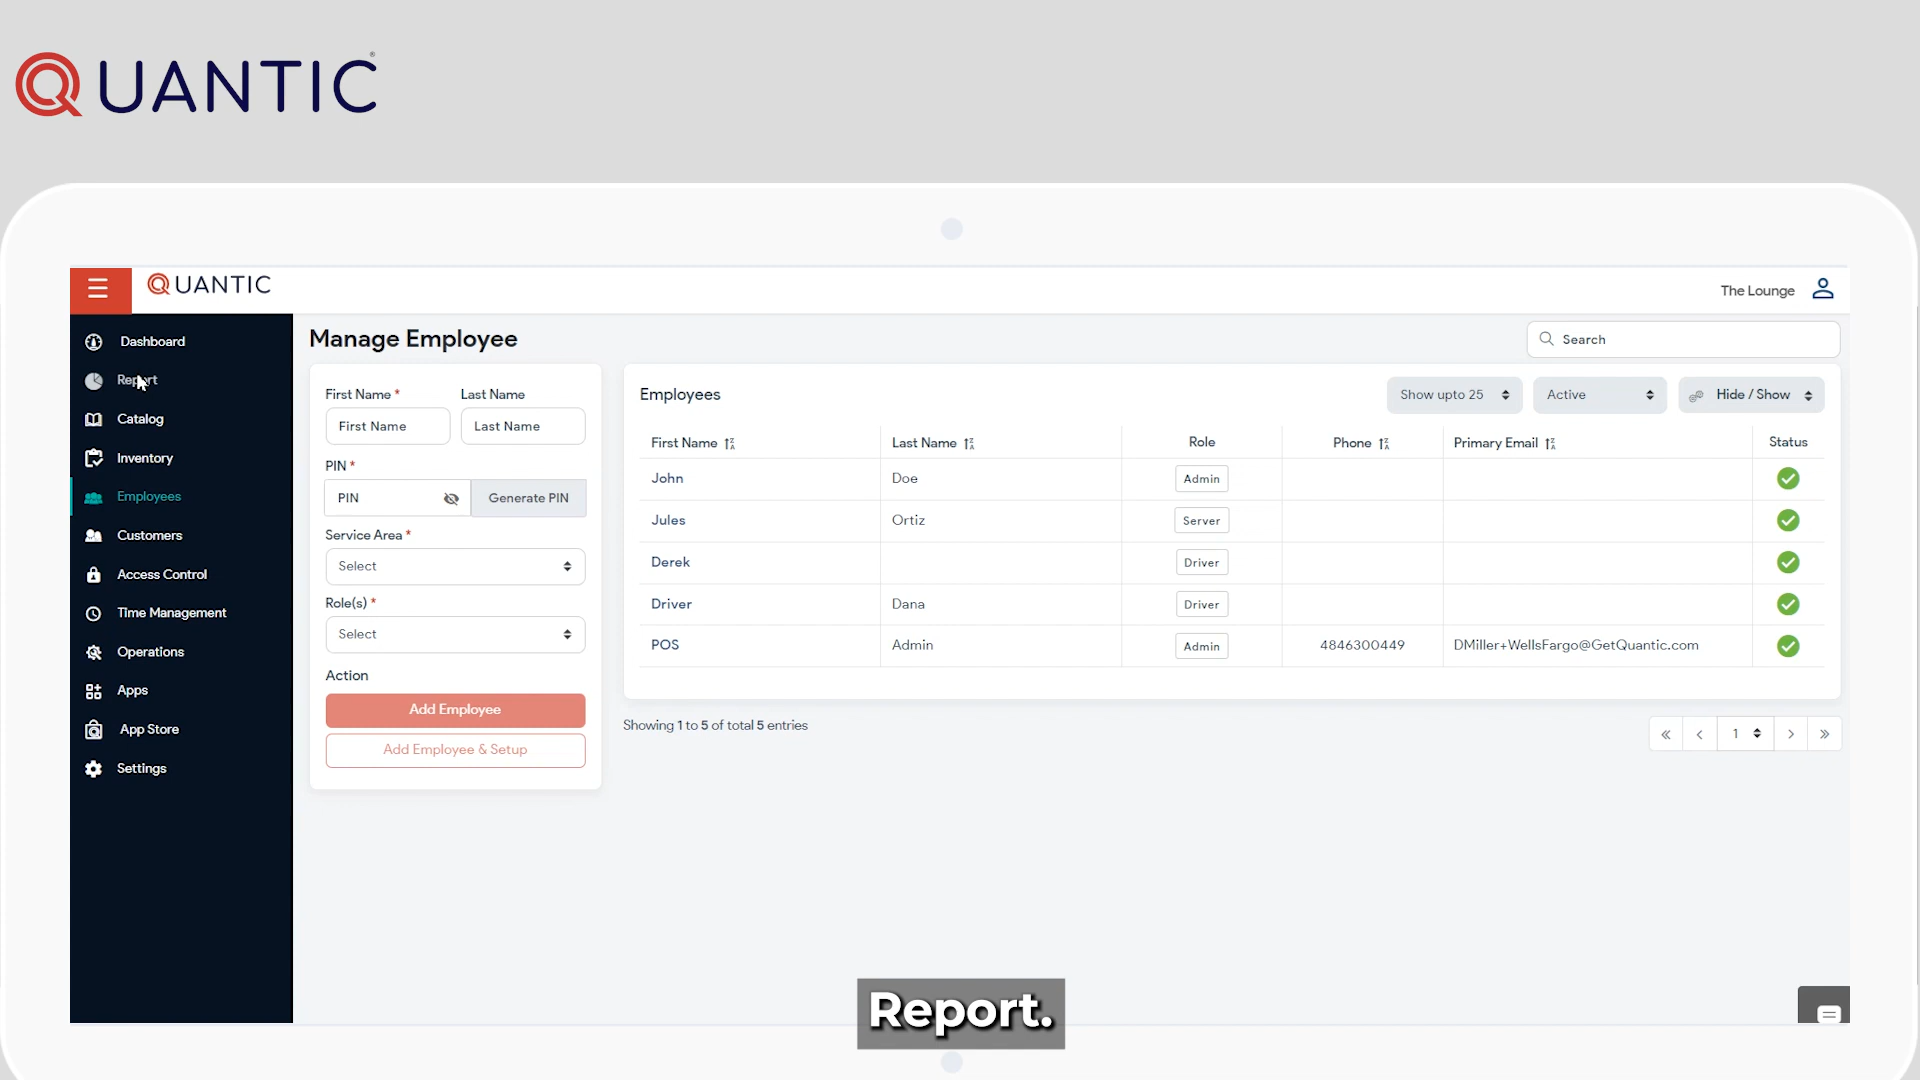 QUANTIC
QUANTIC
The Lounge
Dashboard
Report
Catalog
Inventory
Employees
Customers
Access Control
Time Management
Operations
Apps
App Store
Settings
Manage Employee
Search
First Name * Last Name
First Name Last Name
PIN *
PIN Generate PIN
Service Area *
Select
Role(s) *
Select
Action
Add Employee
Add Employee & Setup
Employees Show upto 25 Active Hide / Show
First Name Last Name Role Phone Primary Email Status
John Doe Admin
Jules Ortiz Server
Derek Driver
Driver Dana Driver
POS Admin Admin 4846300449 DMiller+WellsFargo@GetQuantic.com
Showing 1 to 5 of total 5 entries
« ‹ 1 › »
Report.